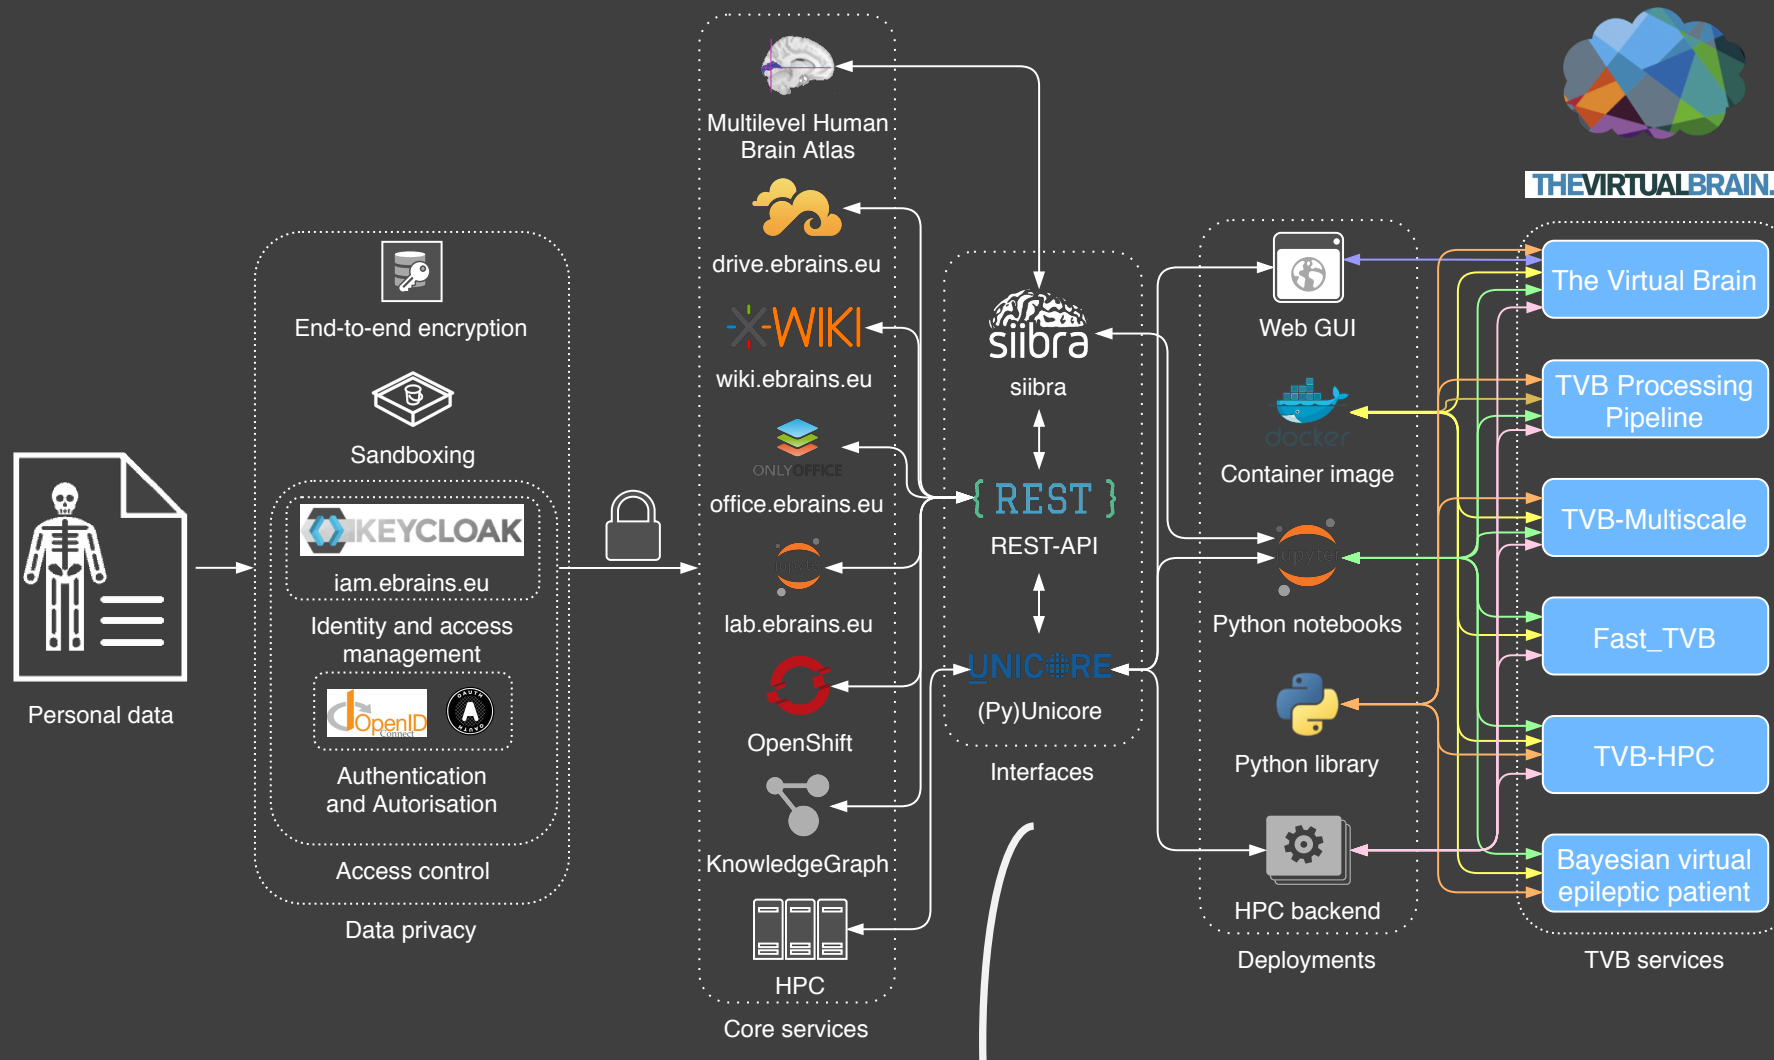 Personal data
End-to-end encryption
Sandboxing
KEYCLOAK
iam.ebrains.eu
Identity and access
management
OpenID
Connect
OAUTH
A
OAUTH
Authentication
and Autorisation
Access control
Data privacy
Multilevel Human
Brain Atlas
drive.ebrains.eu
X-WIKI
wiki.ebrains.eu
ONLYOFFICE
office.ebrains.eu
jupyter
lab.ebrains.eu
OpenShift
KnowledgeGraph
HPC
Core services
siibra
siibra
{ REST }
REST-API
UNICORE
(Py)Unicore
Interfaces
Web GUI
docker
Container image
jupyter
Python notebooks
Python library
HPC backend
Deployments
THEVIRTUALBRAIN.
The Virtual Brain
TVB Processing
Pipeline
TVB-Multiscale
Fast_TVB
TVB-HPC
Bayesian virtual
epileptic patient
TVB services